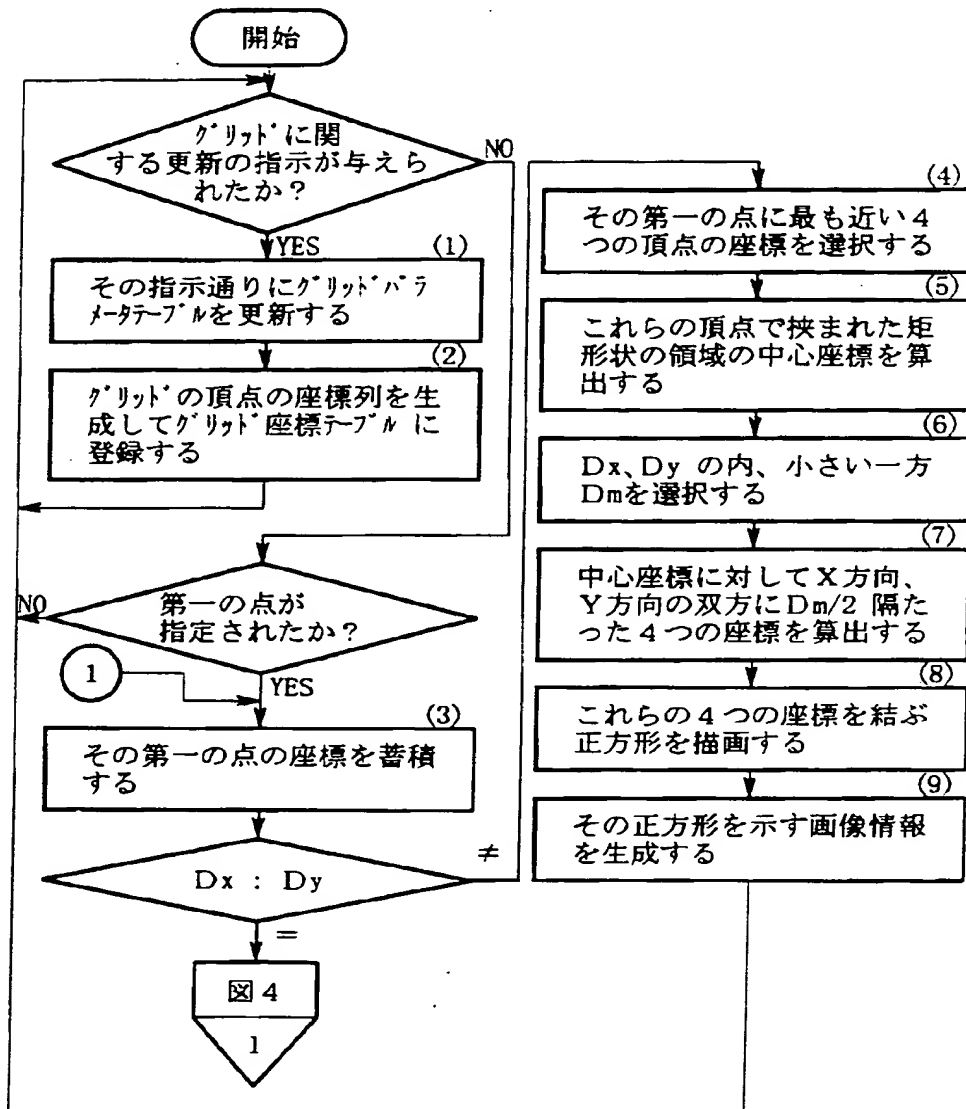 開始
グリッドに関
する更新の指示が与えら
れたか？
NO
YES
(1)
その指示通りにグリッドパラ
メータテーブルを更新する
(2)
グリッドの頂点の座標列を生
成してグリッド座標テーブルに
登録する
第一の点が
指定されたか？
NO
YES
1
(3)
その第一の点の座標を蓄積
する
Dx : Dy
≠
＝
図4
1
(4)
その第一の点に最も近い4
つの頂点の座標を選択する
(5)
これらの頂点で挟まれた矩
形状の領域の中心座標を算
出する
(6)
Dx、Dy の内、小さい一方
Dmを選択する
(7)
中心座標に対してX方向、
Y方向の双方にDm/2 隔た
った4つの座標を算出する
(8)
これらの4つの座標を結ぶ
正方形を描画する
(9)
その正方形を示す画像情報
を生成する